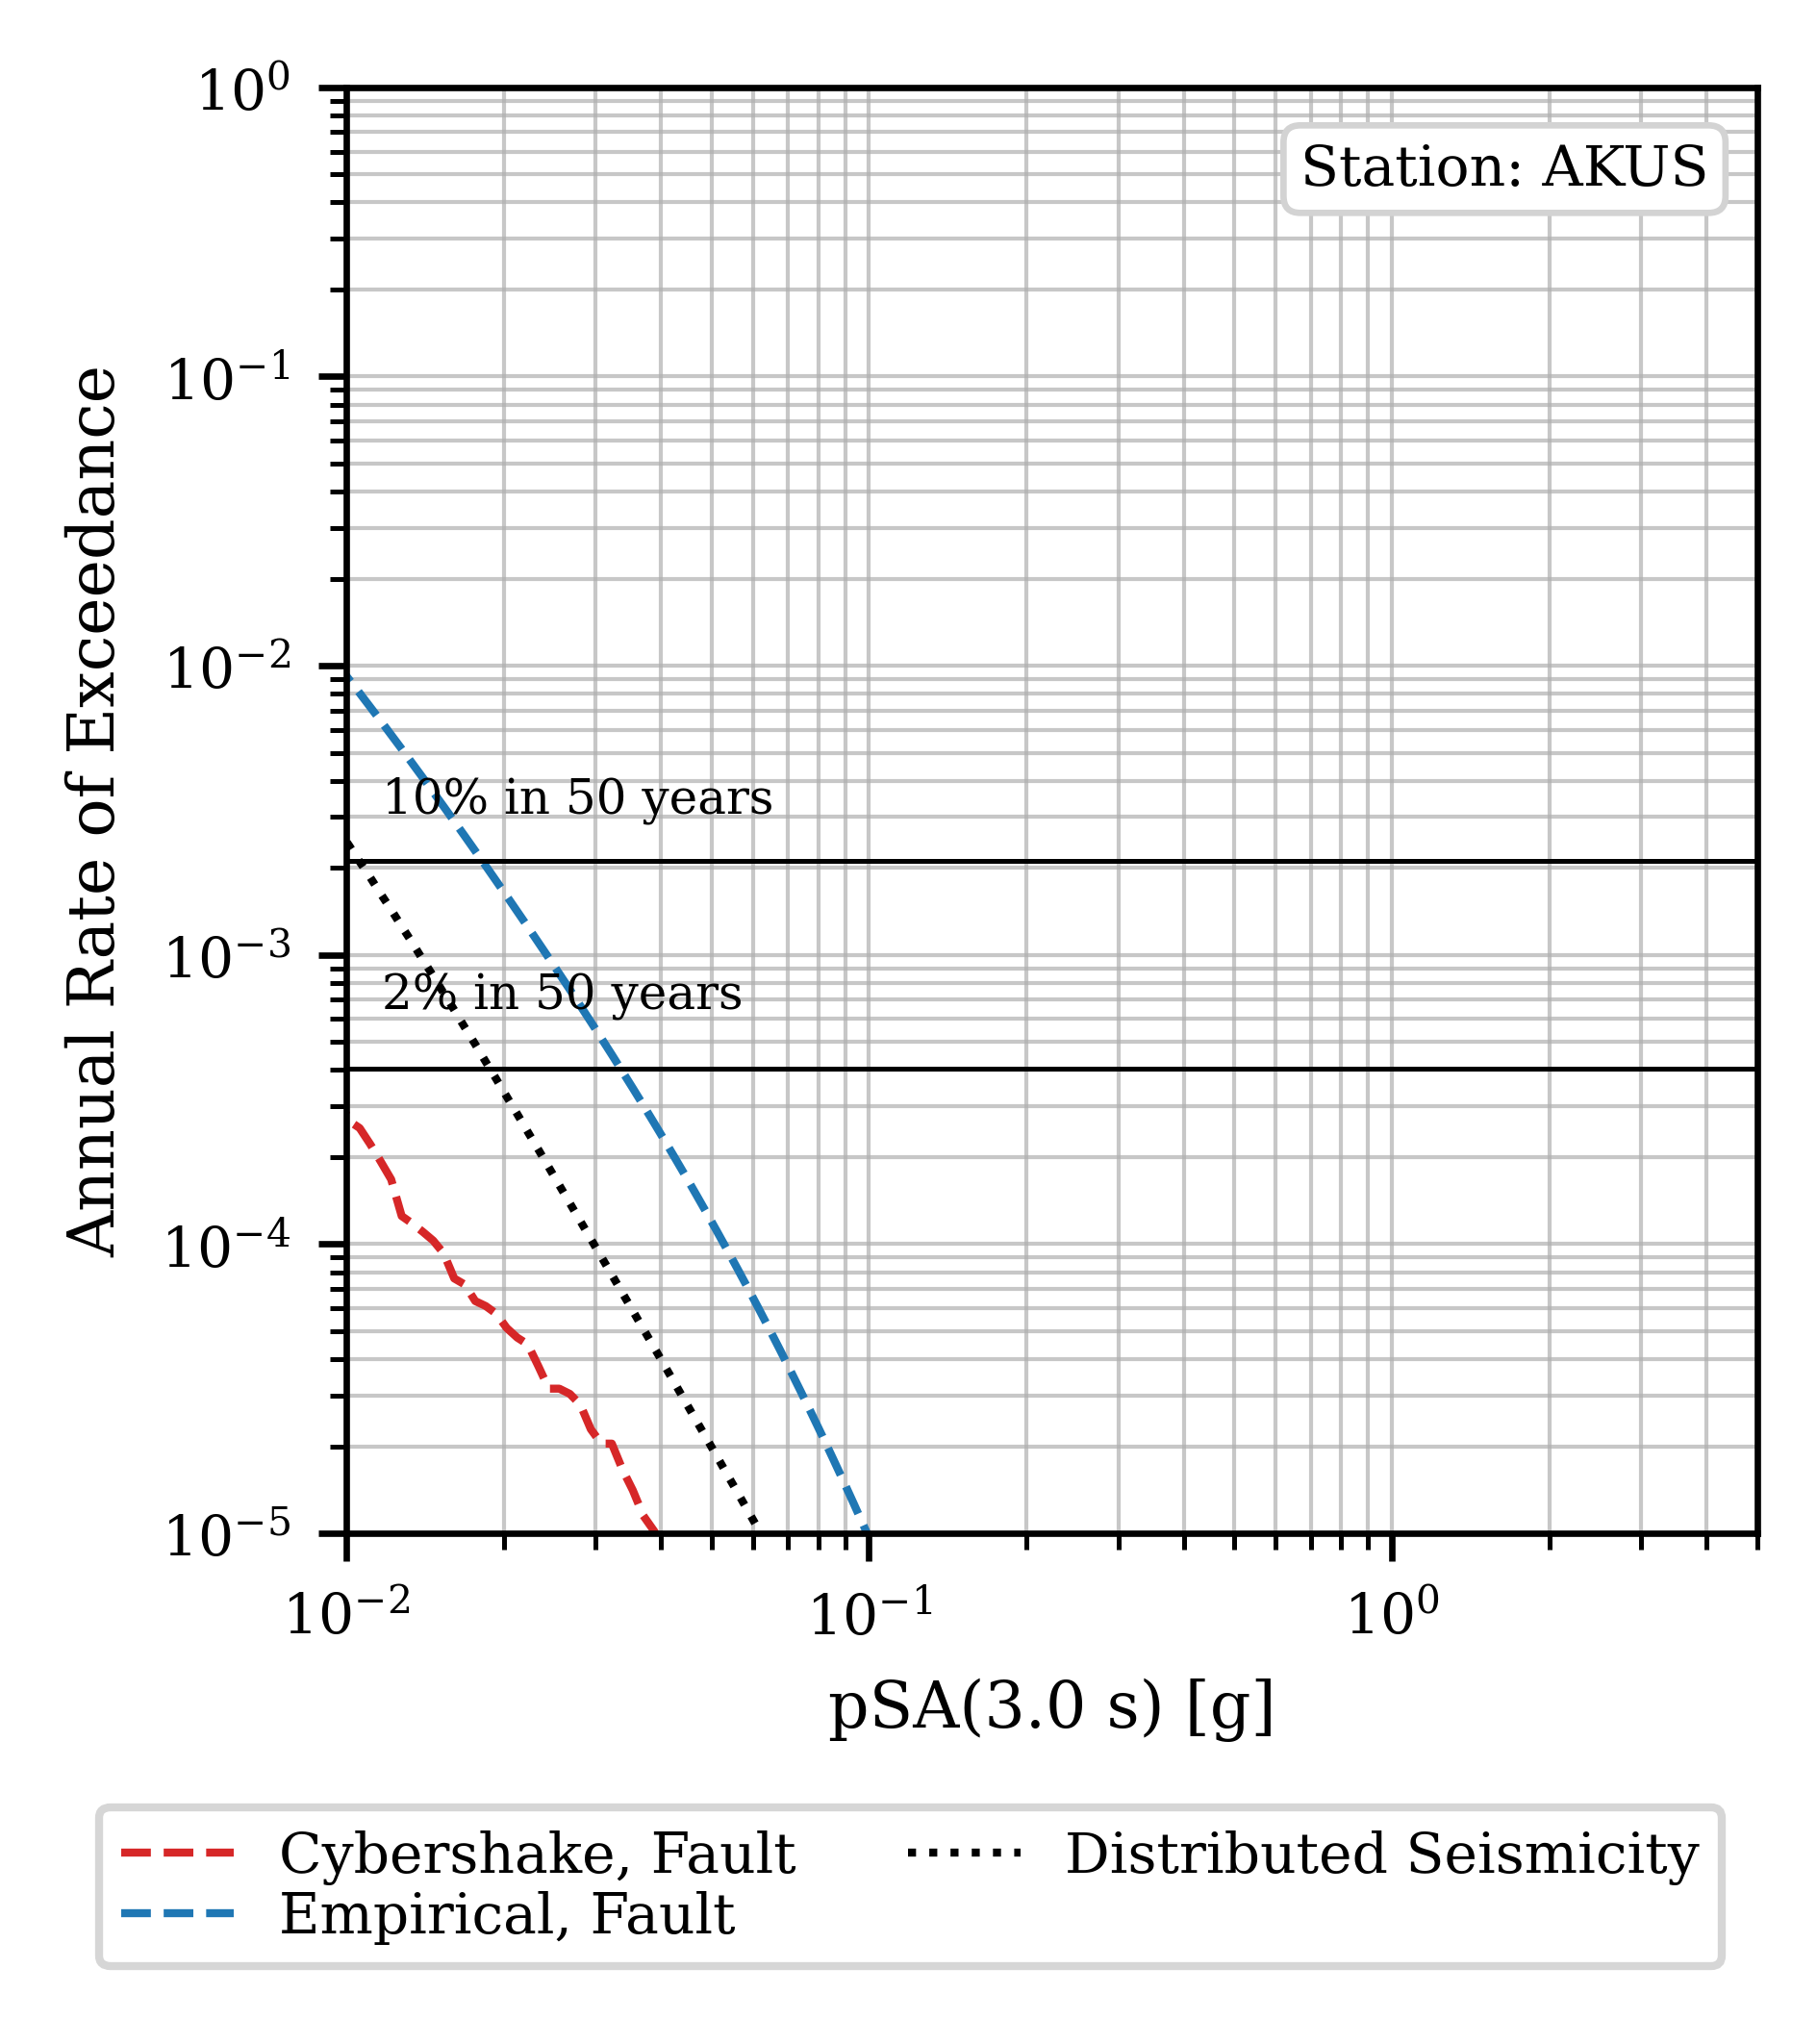 Station: AKUS
10⁰
10⁻¹
10⁻²
10⁻³
10⁻⁴
10⁻⁵
Annual Rate of Exceedance
10% in 50 years
2% in 50 years
10⁻² 10⁻¹ 10⁰
pSA(3.0 s) [g]
Cybershake, Fault
Empirical, Fault
Distributed Seismicity